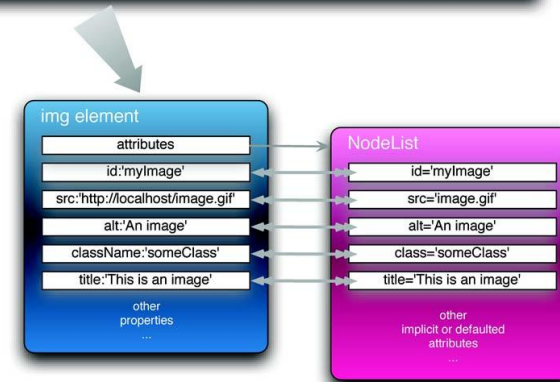 img element
attributes
id:'myImage'
src:'http://localhost/image.gif'
alt:'An image'
className:'someClass'
title:'This is an image'
other
properties
...
NodeList
id='myImage'
src='image.gif'
alt='An image'
class='someClass'
title='This is an image'
other
implicit or defaulted
attributes
...